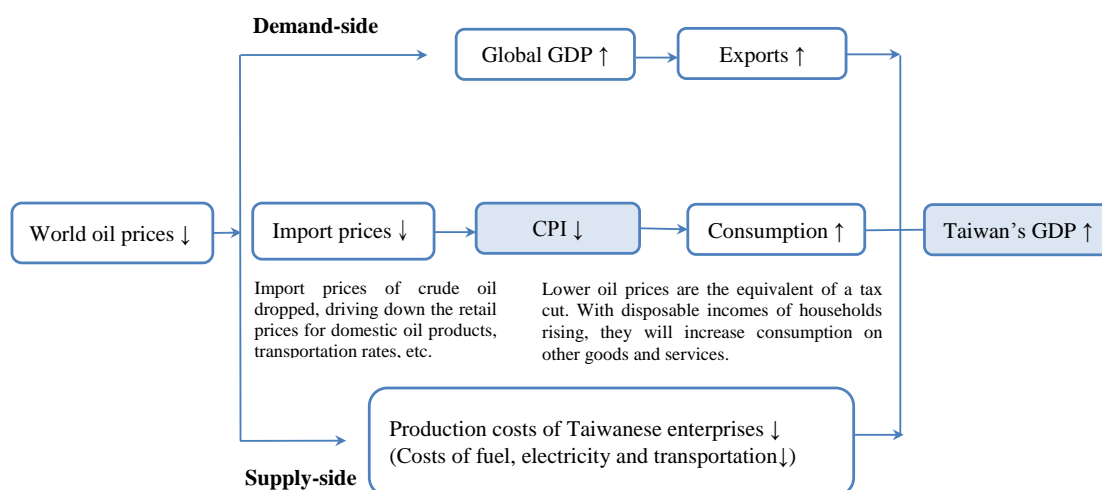 Demand-side
Global GDP ↑
Exports ↑
World oil prices ↓
Import prices ↓
CPI ↓
Consumption ↑
Taiwan’s GDP ↑
Import prices of crude oil
dropped, driving down the retail
prices for domestic oil products,
transportation rates, etc.
Lower oil prices are the equivalent of a tax
cut. With disposable incomes of households
rising, they will increase consumption on
other goods and services.
Production costs of Taiwanese enterprises ↓
(Costs of fuel, electricity and transportation↓)
Supply-side